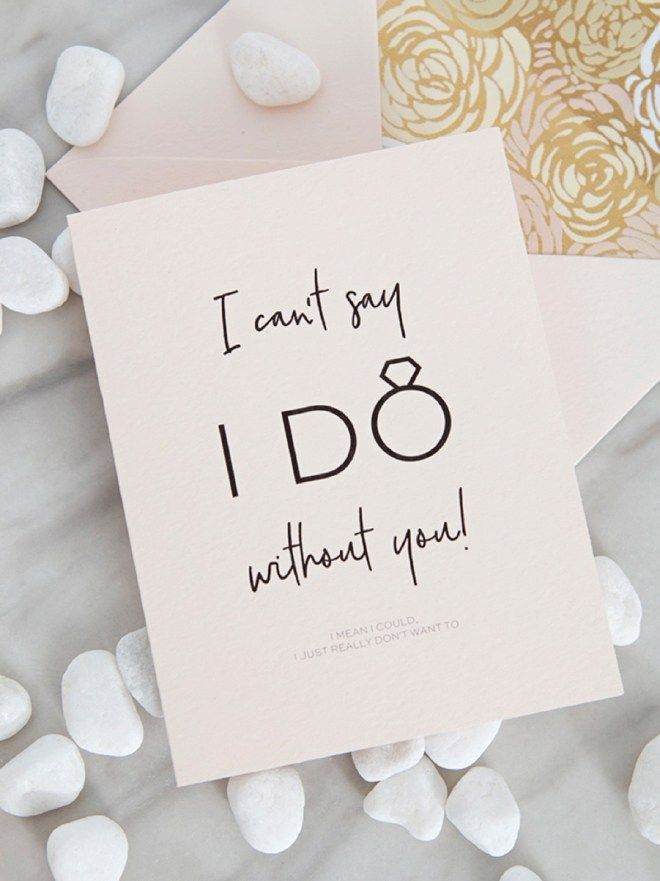 I can't say
I DO
without you!
I MEAN I COULD,
I JUST REALLY DON'T WANT TO